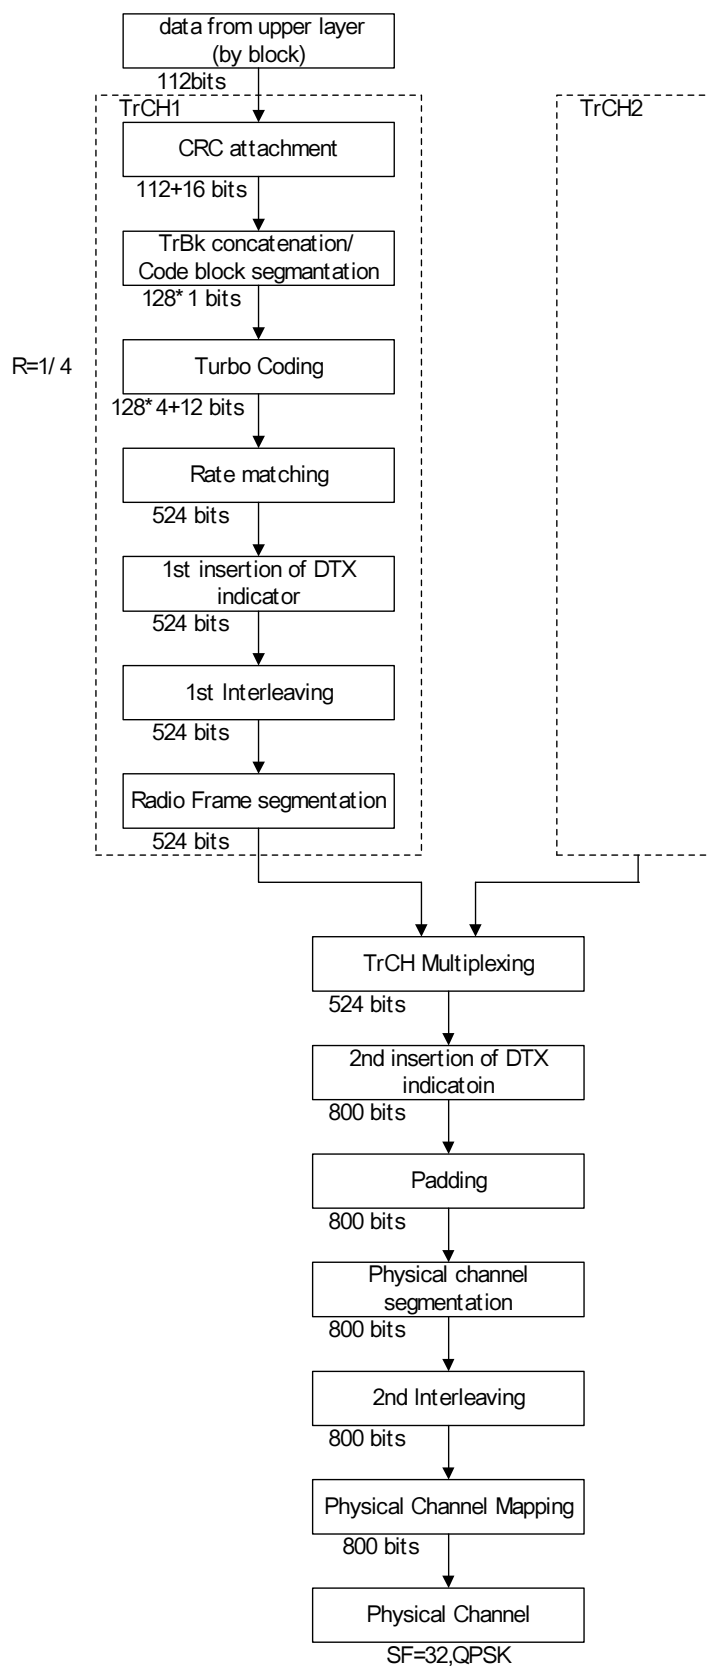 data from upper layer
(by block)
112bits
TrCH1
TrCH2
CRC attachment
112+16 bits
TrBk concatenation/
Code block segmantation
128*1 bits
R=1/4
Turbo Coding
128*4+12 bits
Rate matching
524 bits
1st insertion of DTX
indicator
524 bits
1st Interleaving
524 bits
Radio Frame segmentation
524 bits
TrCH Multiplexing
524 bits
2nd insertion of DTX
indicatoin
800 bits
Padding
800 bits
Physical channel
segmentation
800 bits
2nd Interleaving
800 bits
Physical Channel Mapping
800 bits
Physical Channel
SF=32,QPSK